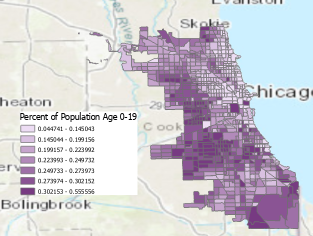 Evanston
Skokie
Chicago
heaton
29
Cook
Percent of Population Age 0-19
0.044741 - 0.145043
0.145044 - 0.199156
0.199157 - 0.223992
0.223993 - 0.249732
0.249733 - 0.273973
0.273974 - 0.302152
0.302153 - 0.555556
Bolingbrook